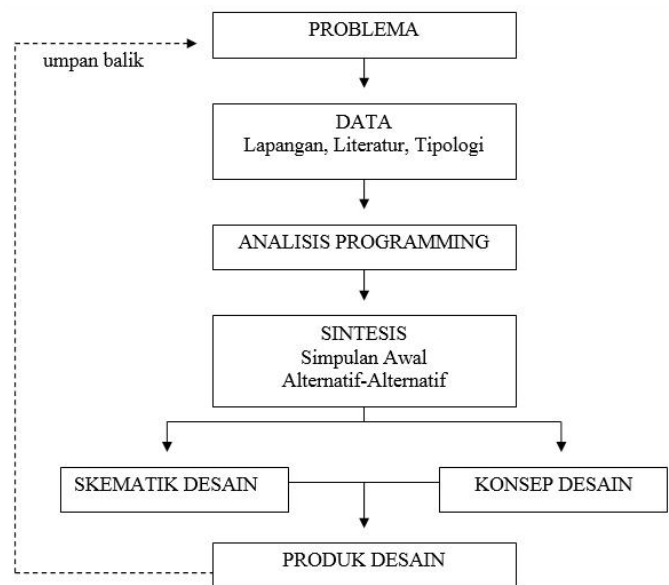 PROBLEMA
umpan balik
DATA
Lapangan, Literatur, Tipologi
ANALISIS PROGRAMMING
SINTESIS
Simpulan Awal
Alternatif-Alternatif
SKEMATIK DESAIN
KONSEP DESAIN
PRODUK DESAIN